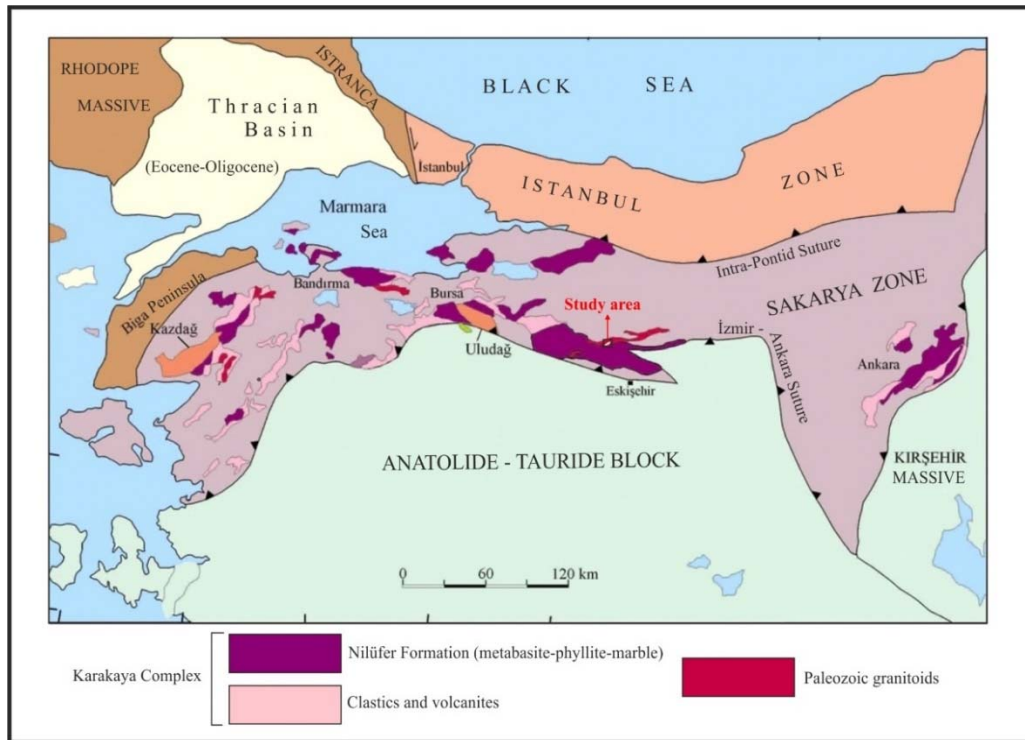 RHODOPE
MASSIVE
ISTRANCA
Thracian
Basin
(Eocene-Oligocene)
BLACK SEA
İstanbul
ISTANBUL ZONE
Marmara
Sea
Intra-Pontid Suture
Biga Peninsula
Bandırma
Bursa
Study area
SAKARYA ZONE
Kazdağ
Uludağ
İzmir -
Ankara Suture
Ankara
Eskişehir
ANATOLIDE - TAURIDE BLOCK
KIRŞEHİR
MASSIVE
0 60 120 km
Karakaya Complex
Nilüfer Formation (metabasite-phyllite-marble)
Clastics and volcanites
Paleozoic granitoids